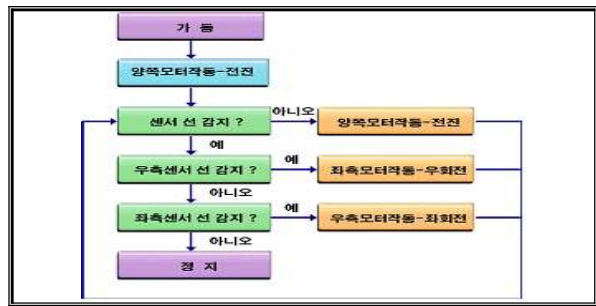 가 동
양쪽모터작동-전진
센서 선 감지 ?
아니오
양쪽모터작동-전진
예
우측센서 선 감지 ?
예
좌측모터작동-우회전
아니오
좌측센서 선 감지 ?
예
우측모터작동-좌회전
아니오
정 지